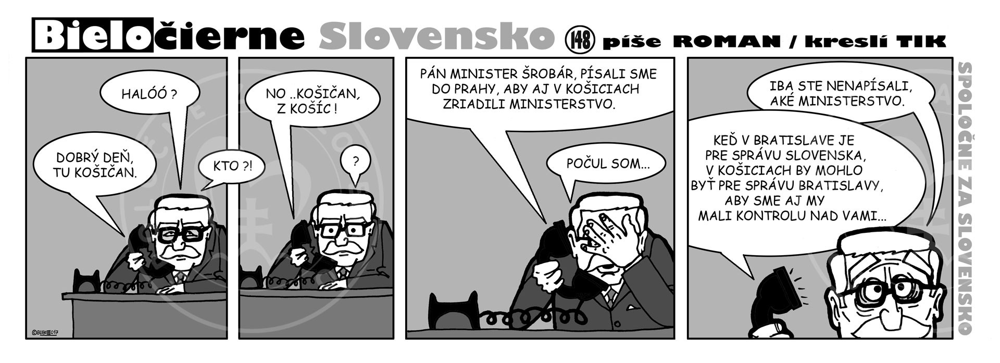 Bieločierne Slovensko 148 píše ROMAN / kreslí TIK
HALÓÓ ?
DOBRÝ DEŇ,
TU KOŠIČAN.
KTO ?!
NO ..KOŠIČAN,
Z KOŠÍC !
?
PÁN MINISTER ŠROBÁR, PÍSALI SME
DO PRAHY, ABY AJ V KOŠICIACH
ZRIADILI MINISTERSTVO.
POČUL SOM...
IBA STE NENAPÍSALI,
AKÉ MINISTERSTVO.
KEĎ V BRATISLAVE JE
PRE SPRÁVU SLOVENSKA,
V KOŠICIACH BY MOHLO
BYŤ PRE SPRÁVU BRATISLAVY,
ABY SME AJ MY
MALI KONTROLU NAD VAMI...
SPOLOČNE ZA SLOVENSKO